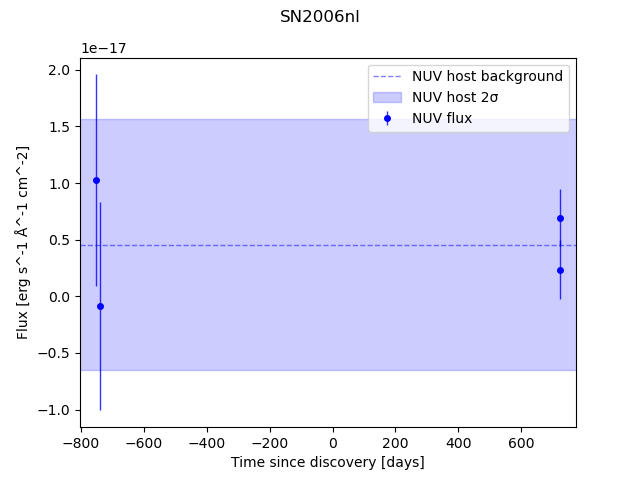 SN2006nl
1e−17
NUV host background
NUV host 2σ
NUV flux
2.0
1.5
1.0
0.5
0.0
−0.5
−1.0
Flux [erg s^-1 Å^-1 cm^-2]
−800 −600 −400 −200 0 200 400 600
Time since discovery [days]